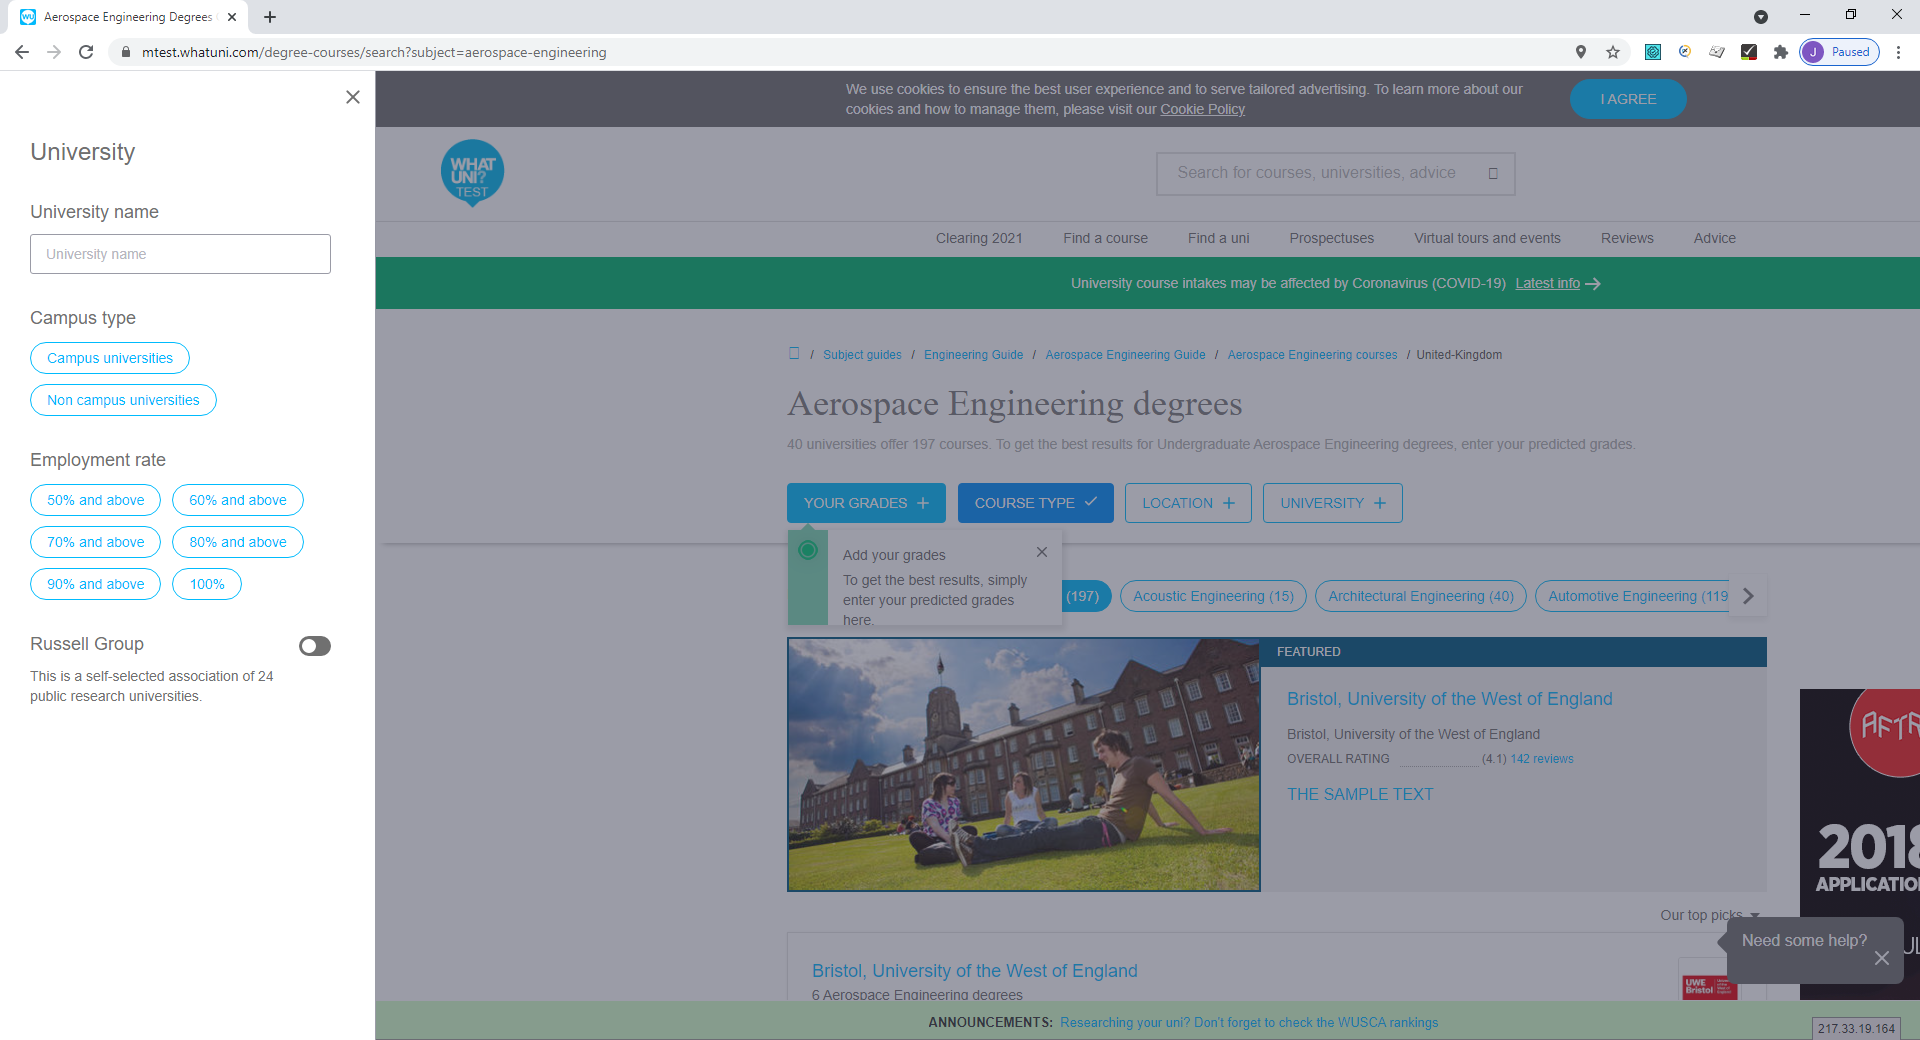 Aerospace Engineering Degrees
mtest.whatuni.com/degree-courses/search?subject=aerospace-engineering
J Paused
University
University name
University name
Campus type
Campus universities
Non campus universities
Employment rate
50% and above 60% and above
70% and above 80% and above
90% and above 100%
Russell Group
This is a self-selected association of 24
public research universities.
We use cookies to ensure the best user experience and to serve tailored advertising. To learn more about our
cookies and how to manage them, please visit our Cookie Policy
I AGREE
WHAT
UNI?
TEST
Search for courses, universities, advice
Clearing 2021 Find a course Find a uni Prospectuses Virtual tours and events Reviews Advice
University course intakes may be affected by Coronavirus (COVID-19) Latest info
/ Subject guides / Engineering Guide / Aerospace Engineering Guide / Aerospace Engineering courses / United-Kingdom
Aerospace Engineering degrees
40 universities offer 197 courses. To get the best results for Undergraduate Aerospace Engineering degrees, enter your predicted grades.
YOUR GRADES + COURSE TYPE LOCATION + UNIVERSITY +
Add your grades
To get the best results, simply
enter your predicted grades
here.
(197) Acoustic Engineering (15) Architectural Engineering (40) Automotive Engineering (119
FEATURED
Bristol, University of the West of England
Bristol, University of the West of England
OVERALL RATING (4.1) 142 reviews
THE SAMPLE TEXT
AFTR
2018
APPLICATIO
UL
Our top picks
Need some help?
Bristol, University of the West of England
6 Aerospace Engineering degrees
UWE
Bristol
ANNOUNCEMENTS: Researching your uni? Don't forget to check the WUSCA rankings
217.33.19.164